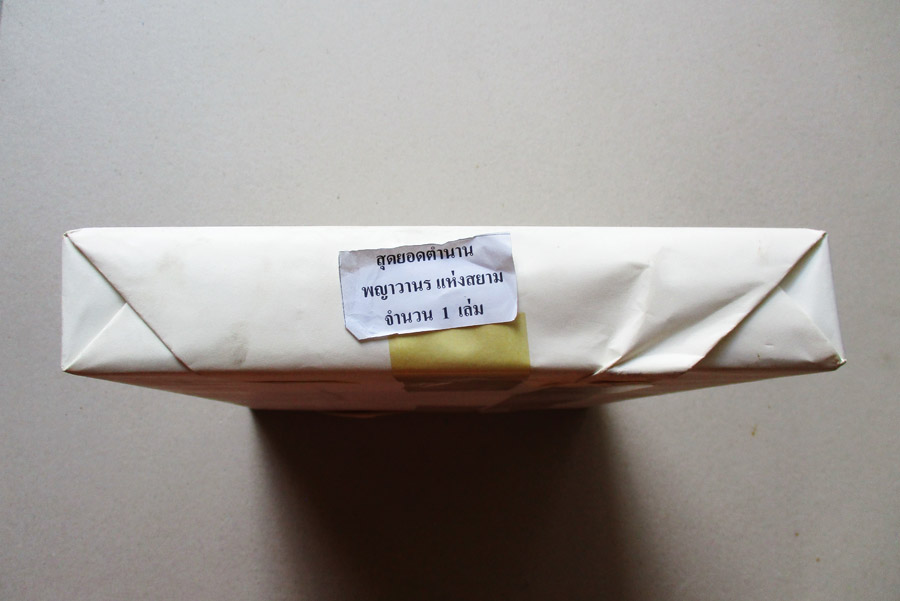 สุดยอดตำนาน
พญาวานร แห่งสยาม
จำนวน 1 เล่ม